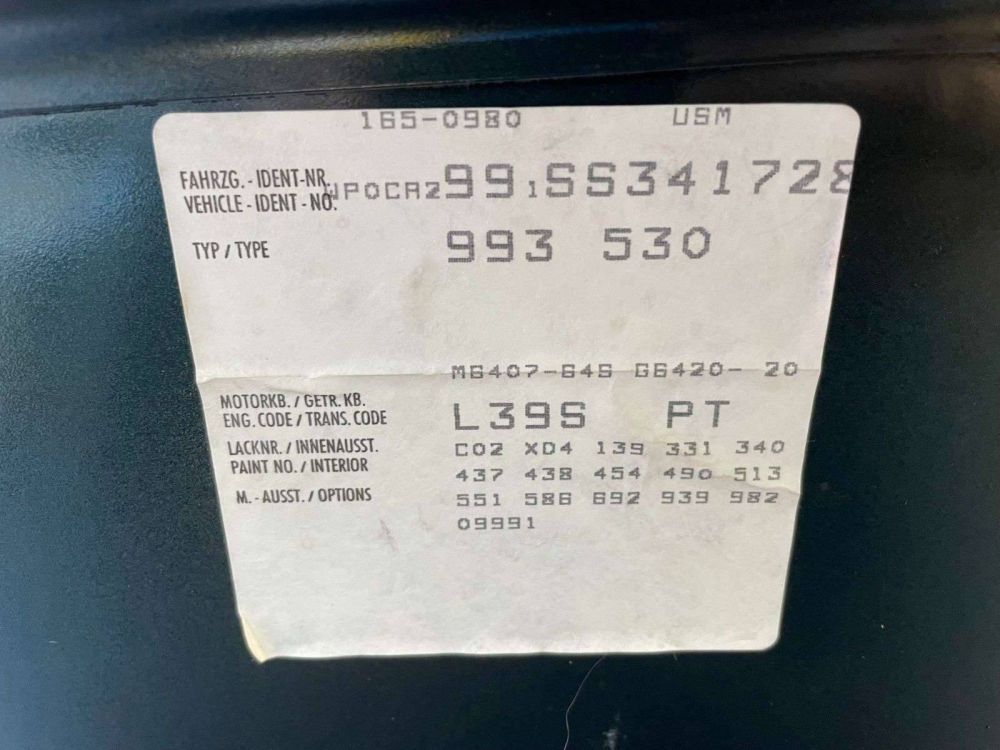 165-0980 USM
FAHRZG. - IDENT-NR. WP0CA2991SS341728
VEHICLE - IDENT - NO.
TYP / TYPE 993 530
M6407-64S G6420- 20
MOTORKB. / GETR. KB.
ENG. CODE / TRANS. CODE L39S PT
LACKNR. / INNENAUSST. C02 XD4 139 331 340
PAINT NO. / INTERIOR 437 438 454 490 513
M. - AUSST. / OPTIONS 551 586 692 939 982
09991